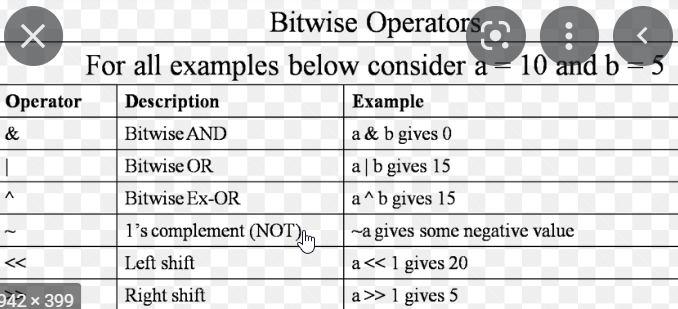 Bitwise Operators
For all examples below consider a = 10 and b = 5
Operator Description Example
& Bitwise AND a & b gives 0
| Bitwise OR a | b gives 15
^ Bitwise Ex-OR a ^ b gives 15
~ 1's complement (NOT) ~a gives some negative value
<< Left shift a << 1 gives 20
>> Right shift a >> 1 gives 5
942 × 399